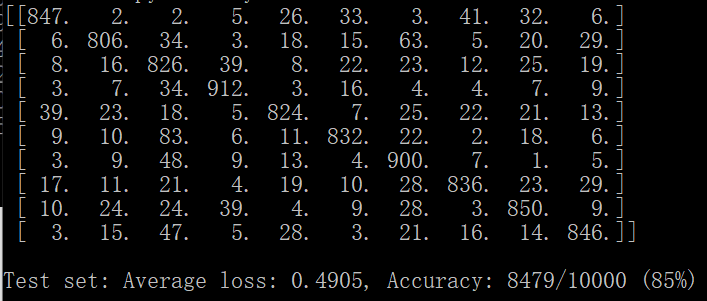 [[847. 2. 2. 5. 26. 33. 3. 41. 32. 6.]
[ 6. 806. 34. 3. 18. 15. 63. 5. 20. 29.]
[ 8. 16. 826. 39. 8. 22. 23. 12. 25. 19.]
[ 3. 7. 34. 912. 3. 16. 4. 4. 7. 9.]
[ 39. 23. 18. 5. 824. 7. 25. 22. 21. 13.]
[ 9. 10. 83. 6. 11. 832. 22. 2. 18. 6.]
[ 3. 9. 48. 9. 13. 4. 900. 7. 1. 5.]
[ 17. 11. 21. 4. 19. 10. 28. 836. 23. 29.]
[ 10. 24. 24. 39. 4. 9. 28. 3. 850. 9.]
[ 3. 15. 47. 5. 28. 3. 21. 16. 14. 846.]]
Test set: Average loss: 0.4905, Accuracy: 8479/10000 (85%)